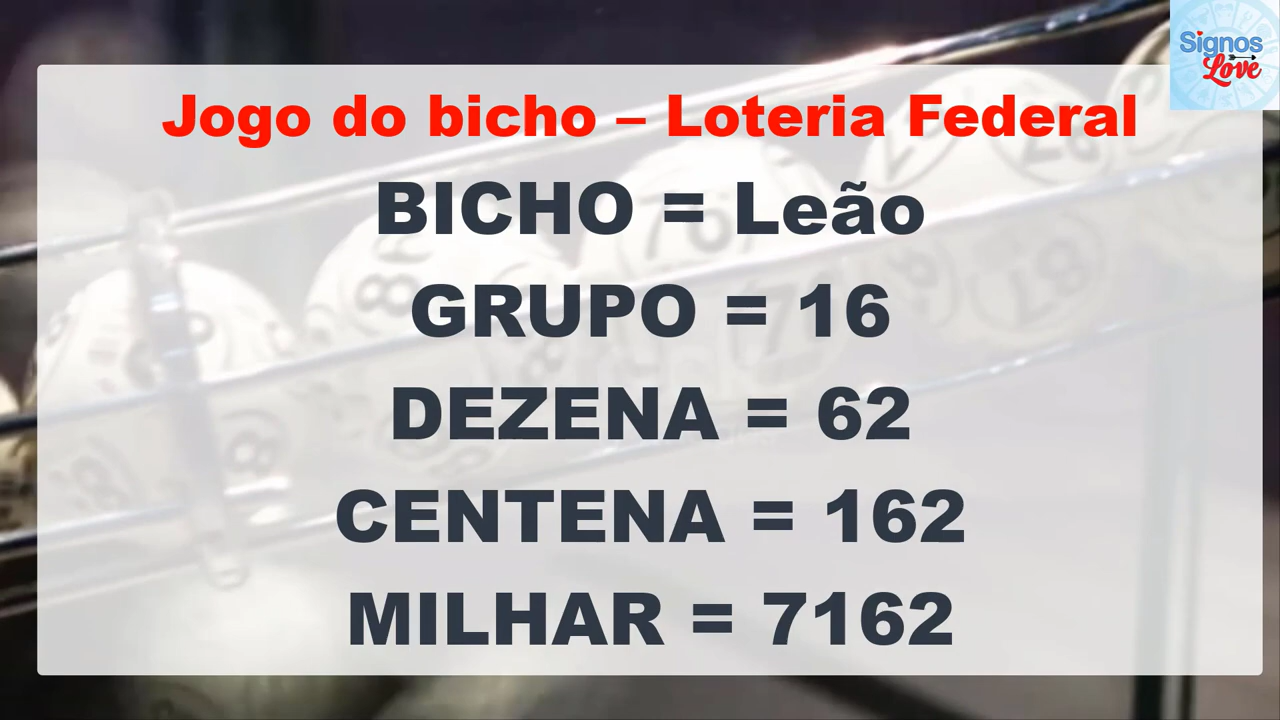 Signos
Love
Jogo do bicho – Loteria Federal
BICHO = Leão
GRUPO = 16
DEZENA = 62
CENTENA = 162
MILHAR = 7162